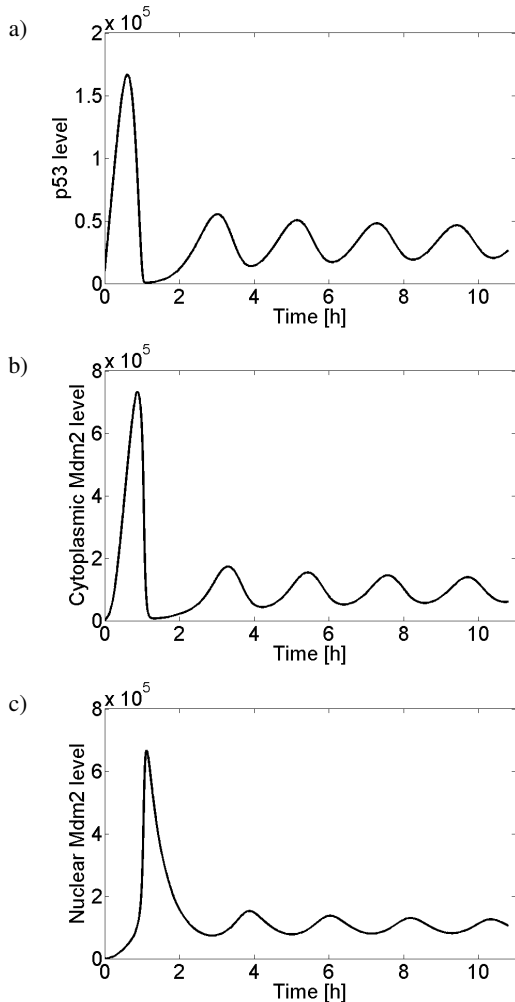 a)
2 x 10^5
1.5
1
0.5
0
p53 level
0 2 4 6 8 10
Time [h]
b)
8 x 10^5
6
4
2
0
Cytoplasmic Mdm2 level
0 2 4 6 8 10
Time [h]
c)
8 x 10^5
6
4
2
0
Nuclear Mdm2 level
0 2 4 6 8 10
Time [h]